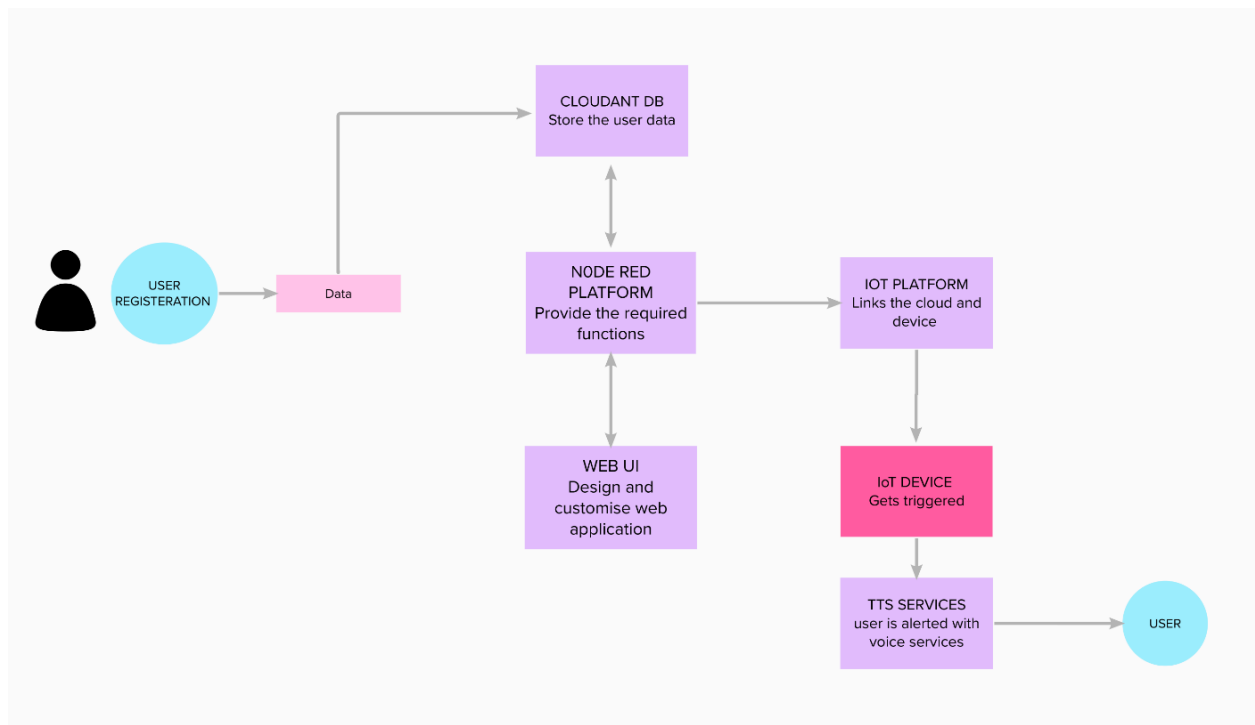 CLOUDANT DB
Store the user data
USER
REGISTERATION
Data
N0DE RED
PLATFORM
Provide the required
functions
IOT PLATFORM
Links the cloud and
device
WEB UI
Design and
customise web
application
IoT DEVICE
Gets triggered
TTS SERVICES
user is alerted with
voice services
USER